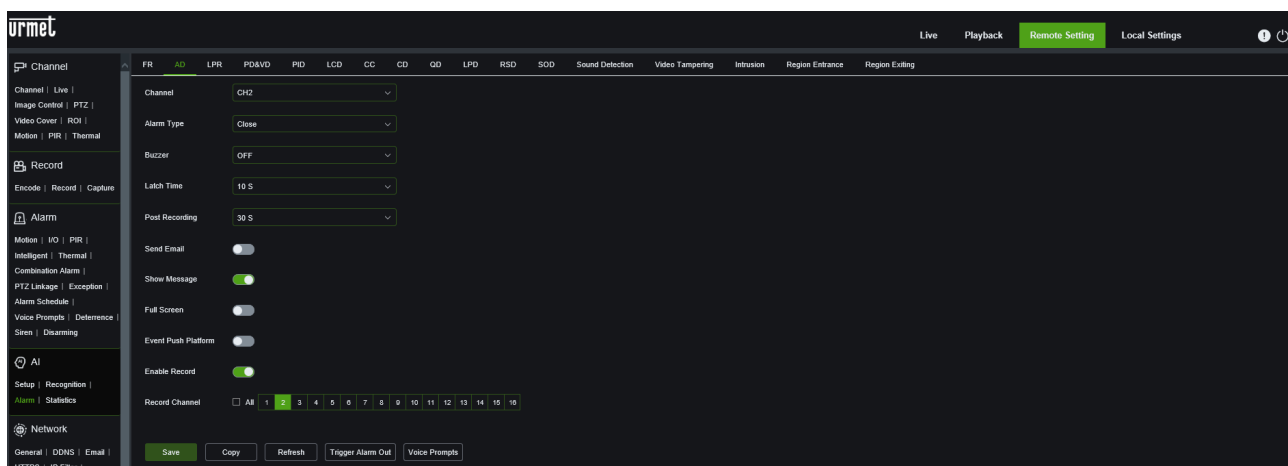 urmet
Live Playback Remote Setting Local Settings
Channel
Channel | Live |
Image Control | PTZ |
Video Cover | ROI |
Motion | PIR | Thermal
Record
Encode | Record | Capture
Alarm
Motion | I/O | PIR |
Intelligent | Thermal |
Combination Alarm |
PTZ Linkage | Exception |
Alarm Schedule |
Voice Prompts | Deterrence |
Siren | Disarming
AI
Setup | Recognition |
Alarm | Statistics
Network
General | DDNS | Email |
HTTPS | IP Filter |
FR AD LPR PD&VD PID LCD CC CD QD LPD RSD SOD Sound Detection Video Tampering Intrusion Region Entrance Region Exiting
Channel CH2
Alarm Type Close
Buzzer OFF
Latch Time 10 S
Post Recording 30 S
Send Email
Show Message
Full Screen
Event Push Platform
Enable Record
Record Channel All 1 2 3 4 5 6 7 8 9 10 11 12 13 14 15 16
Save Copy Refresh Trigger Alarm Out Voice Prompts